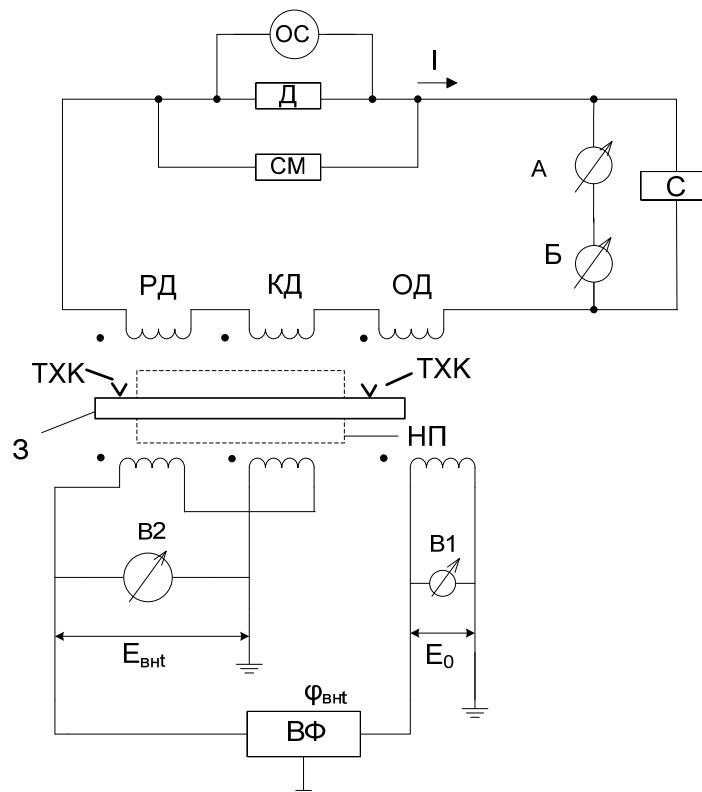 ОС
I
Д
СМ
А
С
Б
РД
КД
ОД
ТХК
ТХК
З
НП
В2
В1
Eвнt
E0
φвнt
ВФ